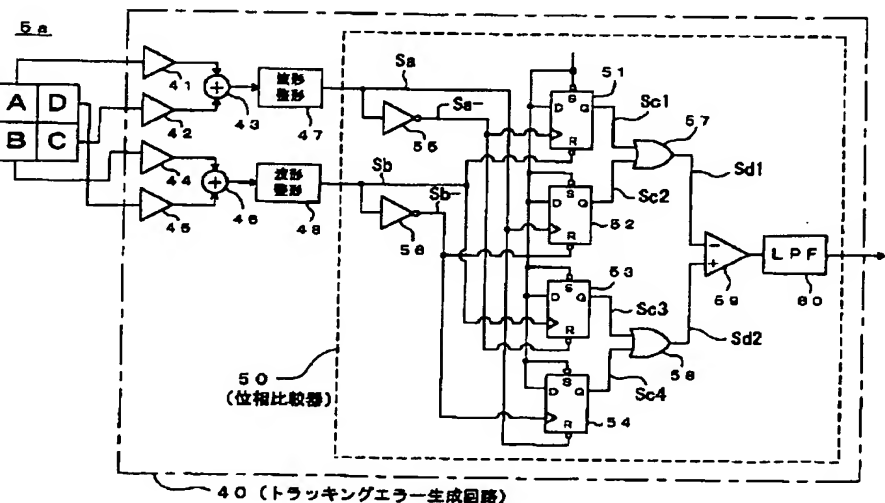 5a
A D
B C
41
42
43
44
45
46
波形
整形
47
波形
整形
48
Sa
Sa-
55
Sb
Sb-
56
S
D Q
R
51
Sc1
S
D Q
R
52
Sc2
57
Sd1
S
D Q
R
53
Sc3
S
D Q
R
54
Sc4
58
Sd2
-
+
59
LPF
60
50
(位相比較器)
40 (トラッキングエラー生成回路)